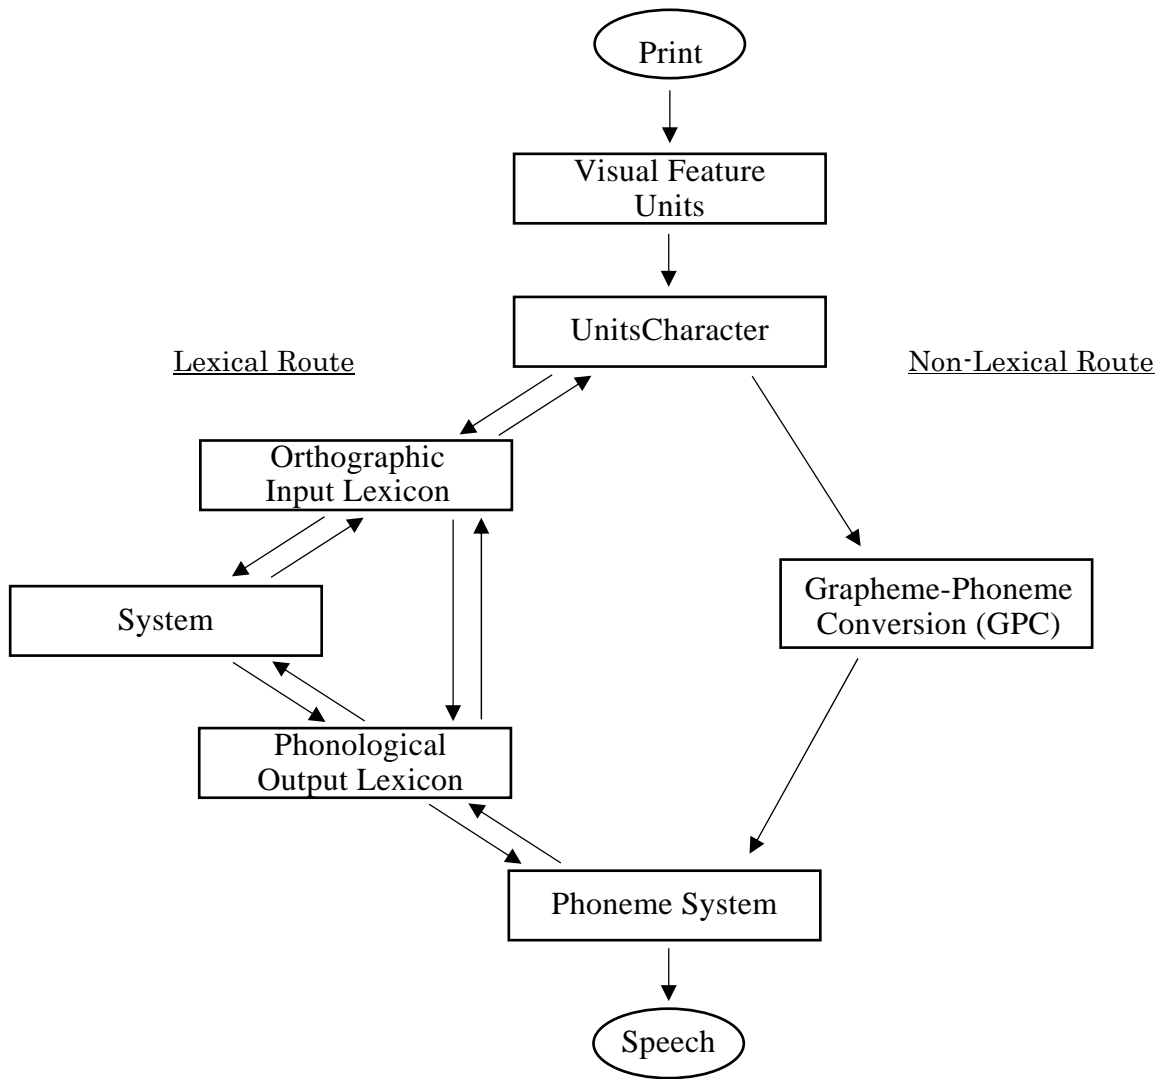 Print
Visual Feature
Units
UnitsCharacter
Lexical Route
Non-Lexical Route
Orthographic
Input Lexicon
Grapheme-Phoneme
Conversion (GPC)
System
Phonological
Output Lexicon
Phoneme System
Speech